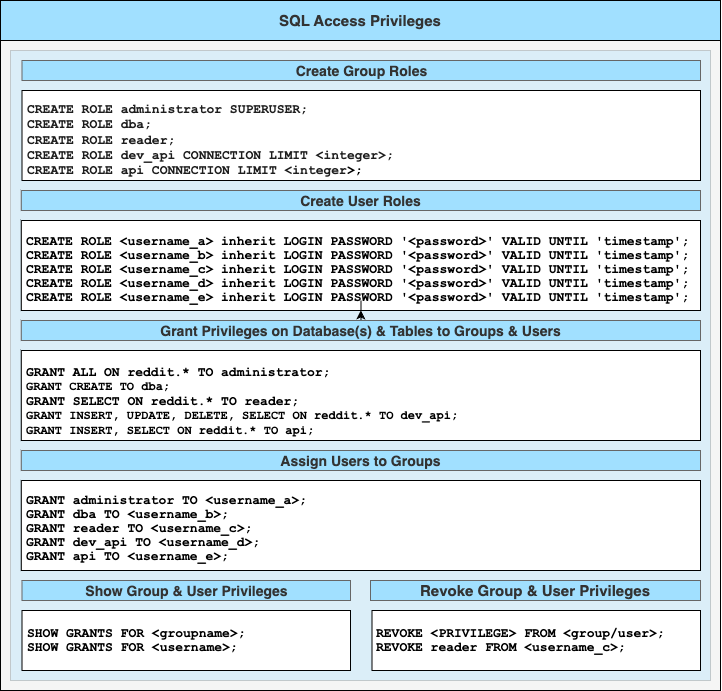 SQL Access Privileges
Create Group Roles
CREATE ROLE administrator SUPERUSER;
CREATE ROLE dba;
CREATE ROLE reader;
CREATE ROLE dev_api CONNECTION LIMIT <integer>;
CREATE ROLE api CONNECTION LIMIT <integer>;
Create User Roles
CREATE ROLE <username_a> inherit LOGIN PASSWORD '<password>' VALID UNTIL 'timestamp';
CREATE ROLE <username_b> inherit LOGIN PASSWORD '<password>' VALID UNTIL 'timestamp';
CREATE ROLE <username_c> inherit LOGIN PASSWORD '<password>' VALID UNTIL 'timestamp';
CREATE ROLE <username_d> inherit LOGIN PASSWORD '<password>' VALID UNTIL 'timestamp';
CREATE ROLE <username_e> inherit LOGIN PASSWORD '<password>' VALID UNTIL 'timestamp';
Grant Privileges on Database(s) & Tables to Groups & Users
GRANT ALL ON reddit.* TO administrator;
GRANT CREATE TO dba;
GRANT SELECT ON reddit.* TO reader;
GRANT INSERT, UPDATE, DELETE, SELECT ON reddit.* TO dev_api;
GRANT INSERT, SELECT ON reddit.* TO api;
Assign Users to Groups
GRANT administrator TO <username_a>;
GRANT dba TO <username_b>;
GRANT reader TO <username_c>;
GRANT dev_api TO <username_d>;
GRANT api TO <username_e>;
Show Group & User Privileges
SHOW GRANTS FOR <groupname>;
SHOW GRANTS FOR <username>;
Revoke Group & User Privileges
REVOKE <PRIVILEGE> FROM <group/user>;
REVOKE reader FROM <username_c>;